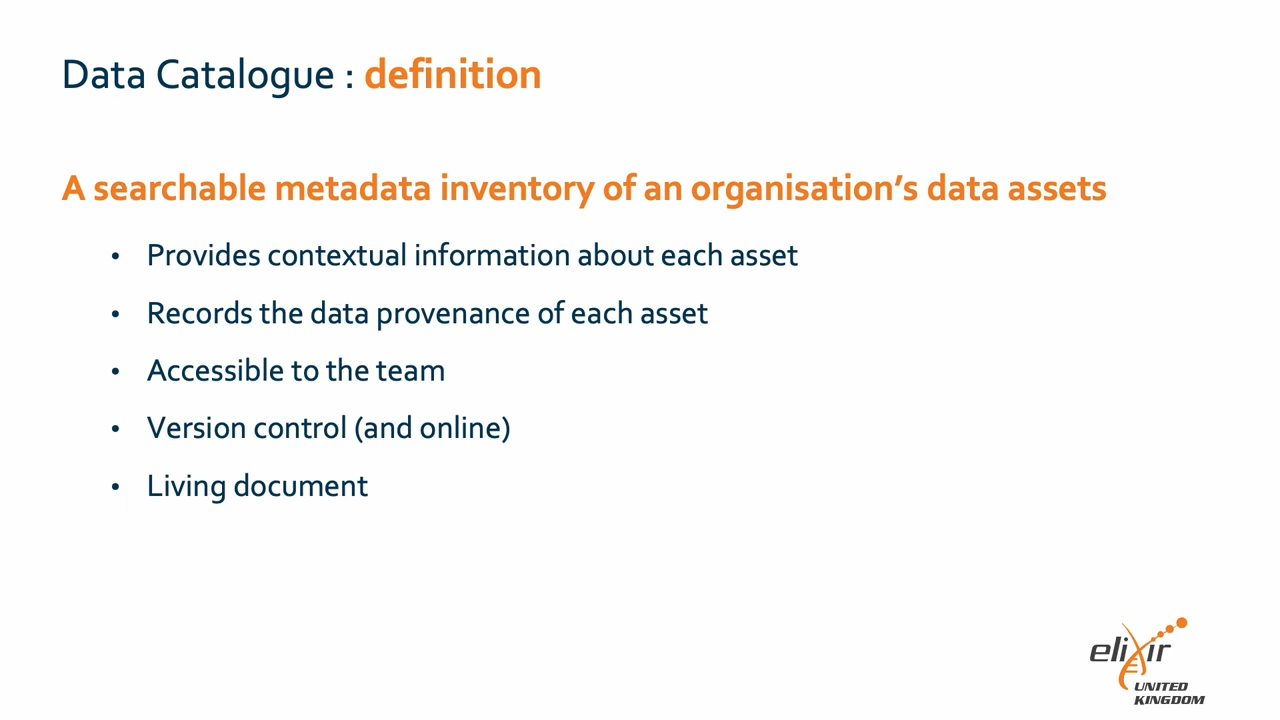 Data Catalogue : definition
A searchable metadata inventory of an organisation’s data assets
• Provides contextual information about each asset
• Records the data provenance of each asset
• Accessible to the team
• Version control (and online)
• Living document
elixir
UNITED
KINGDOM